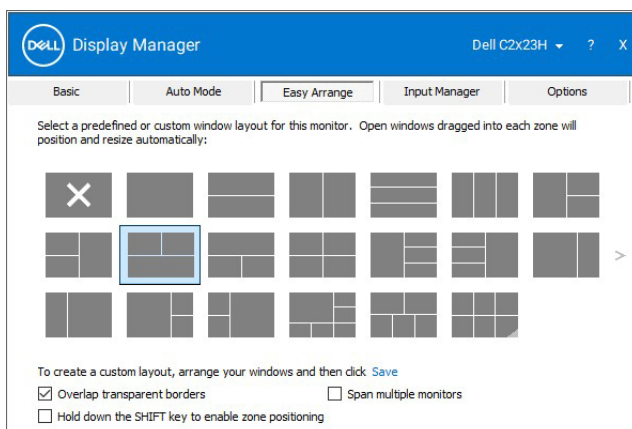 DELL Display Manager Dell C2x23H ? X
Basic Auto Mode Easy Arrange Input Manager Options
Select a predefined or custom window layout for this monitor. Open windows dragged into each zone will
position and resize automatically:
>
To create a custom layout, arrange your windows and then click Save
Overlap transparent borders Span multiple monitors
Hold down the SHIFT key to enable zone positioning